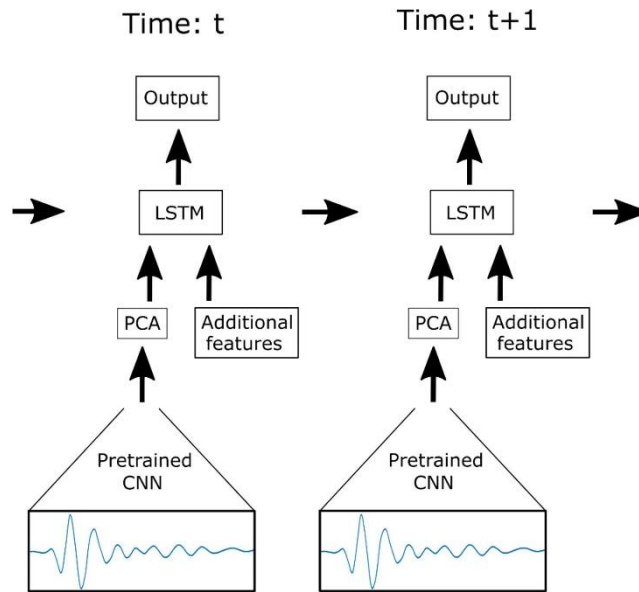 Time: t
Time: t+1
Output
Output
LSTM
LSTM
PCA
Additional
features
PCA
Additional
features
Pretrained
CNN
Pretrained
CNN